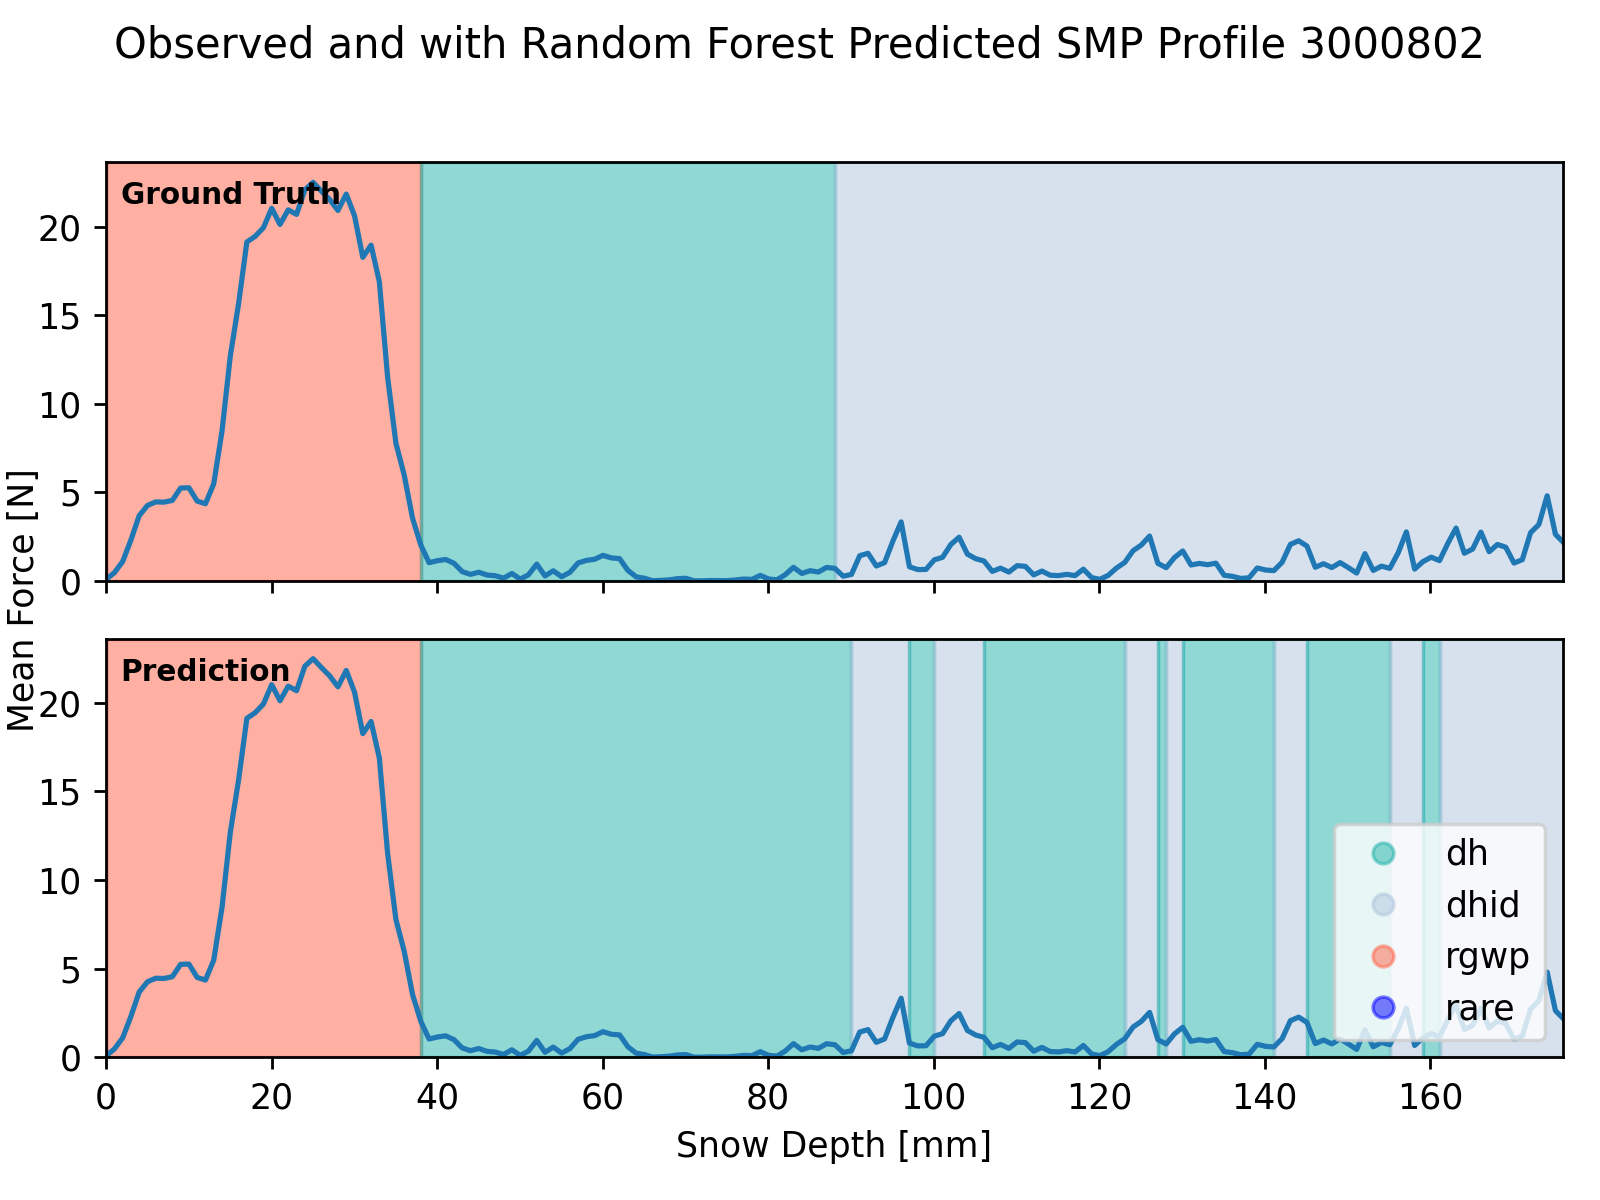 Observed and with Random Forest Predicted SMP Profile 3000802
Ground Truth
20
15
10
5
0
Mean Force [N]
Prediction
20
15
10
5
0
dh
dhid
rgwp
rare
0 20 40 60 80 100 120 140 160
Snow Depth [mm]